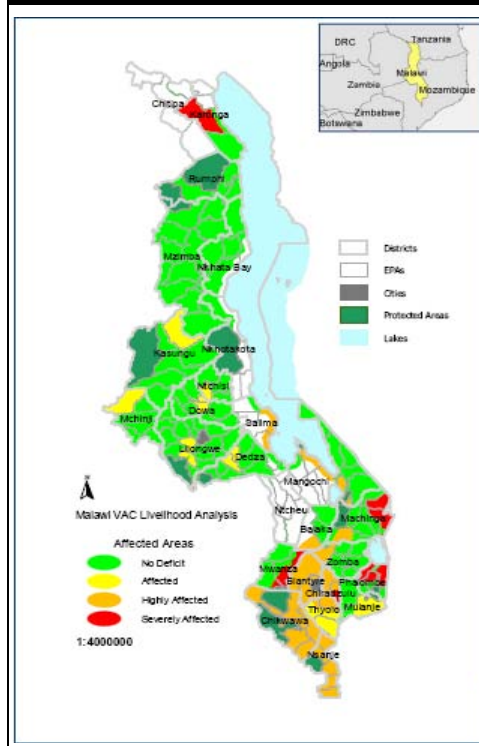 DRC
Tanzania
Angola
Malawi
Zambia
Mozambique
Zimbabwe
Botswana
Chitipa
Karonga
Rumphi
Mzimba
Nkhata Bay
Districts
EPAs
Cities
Protected Areas
Lakes
Kasungu
Nkhotakota
Ntchisi
Mchinji
Dowa
Salima
Lilongwe
Dedza
Mangochi
Malawi VAC Livelihood Analysis
Ntcheu
Machinga
Balaka
Affected Areas
No Deficit
Affected
Highly Affected
Severely Affected
1:4000000
Mwanza
Zomba
Blantyre
Phalombe
Chiradzulu
Thyolo
Mulanje
Chikwawa
Nsanje
N